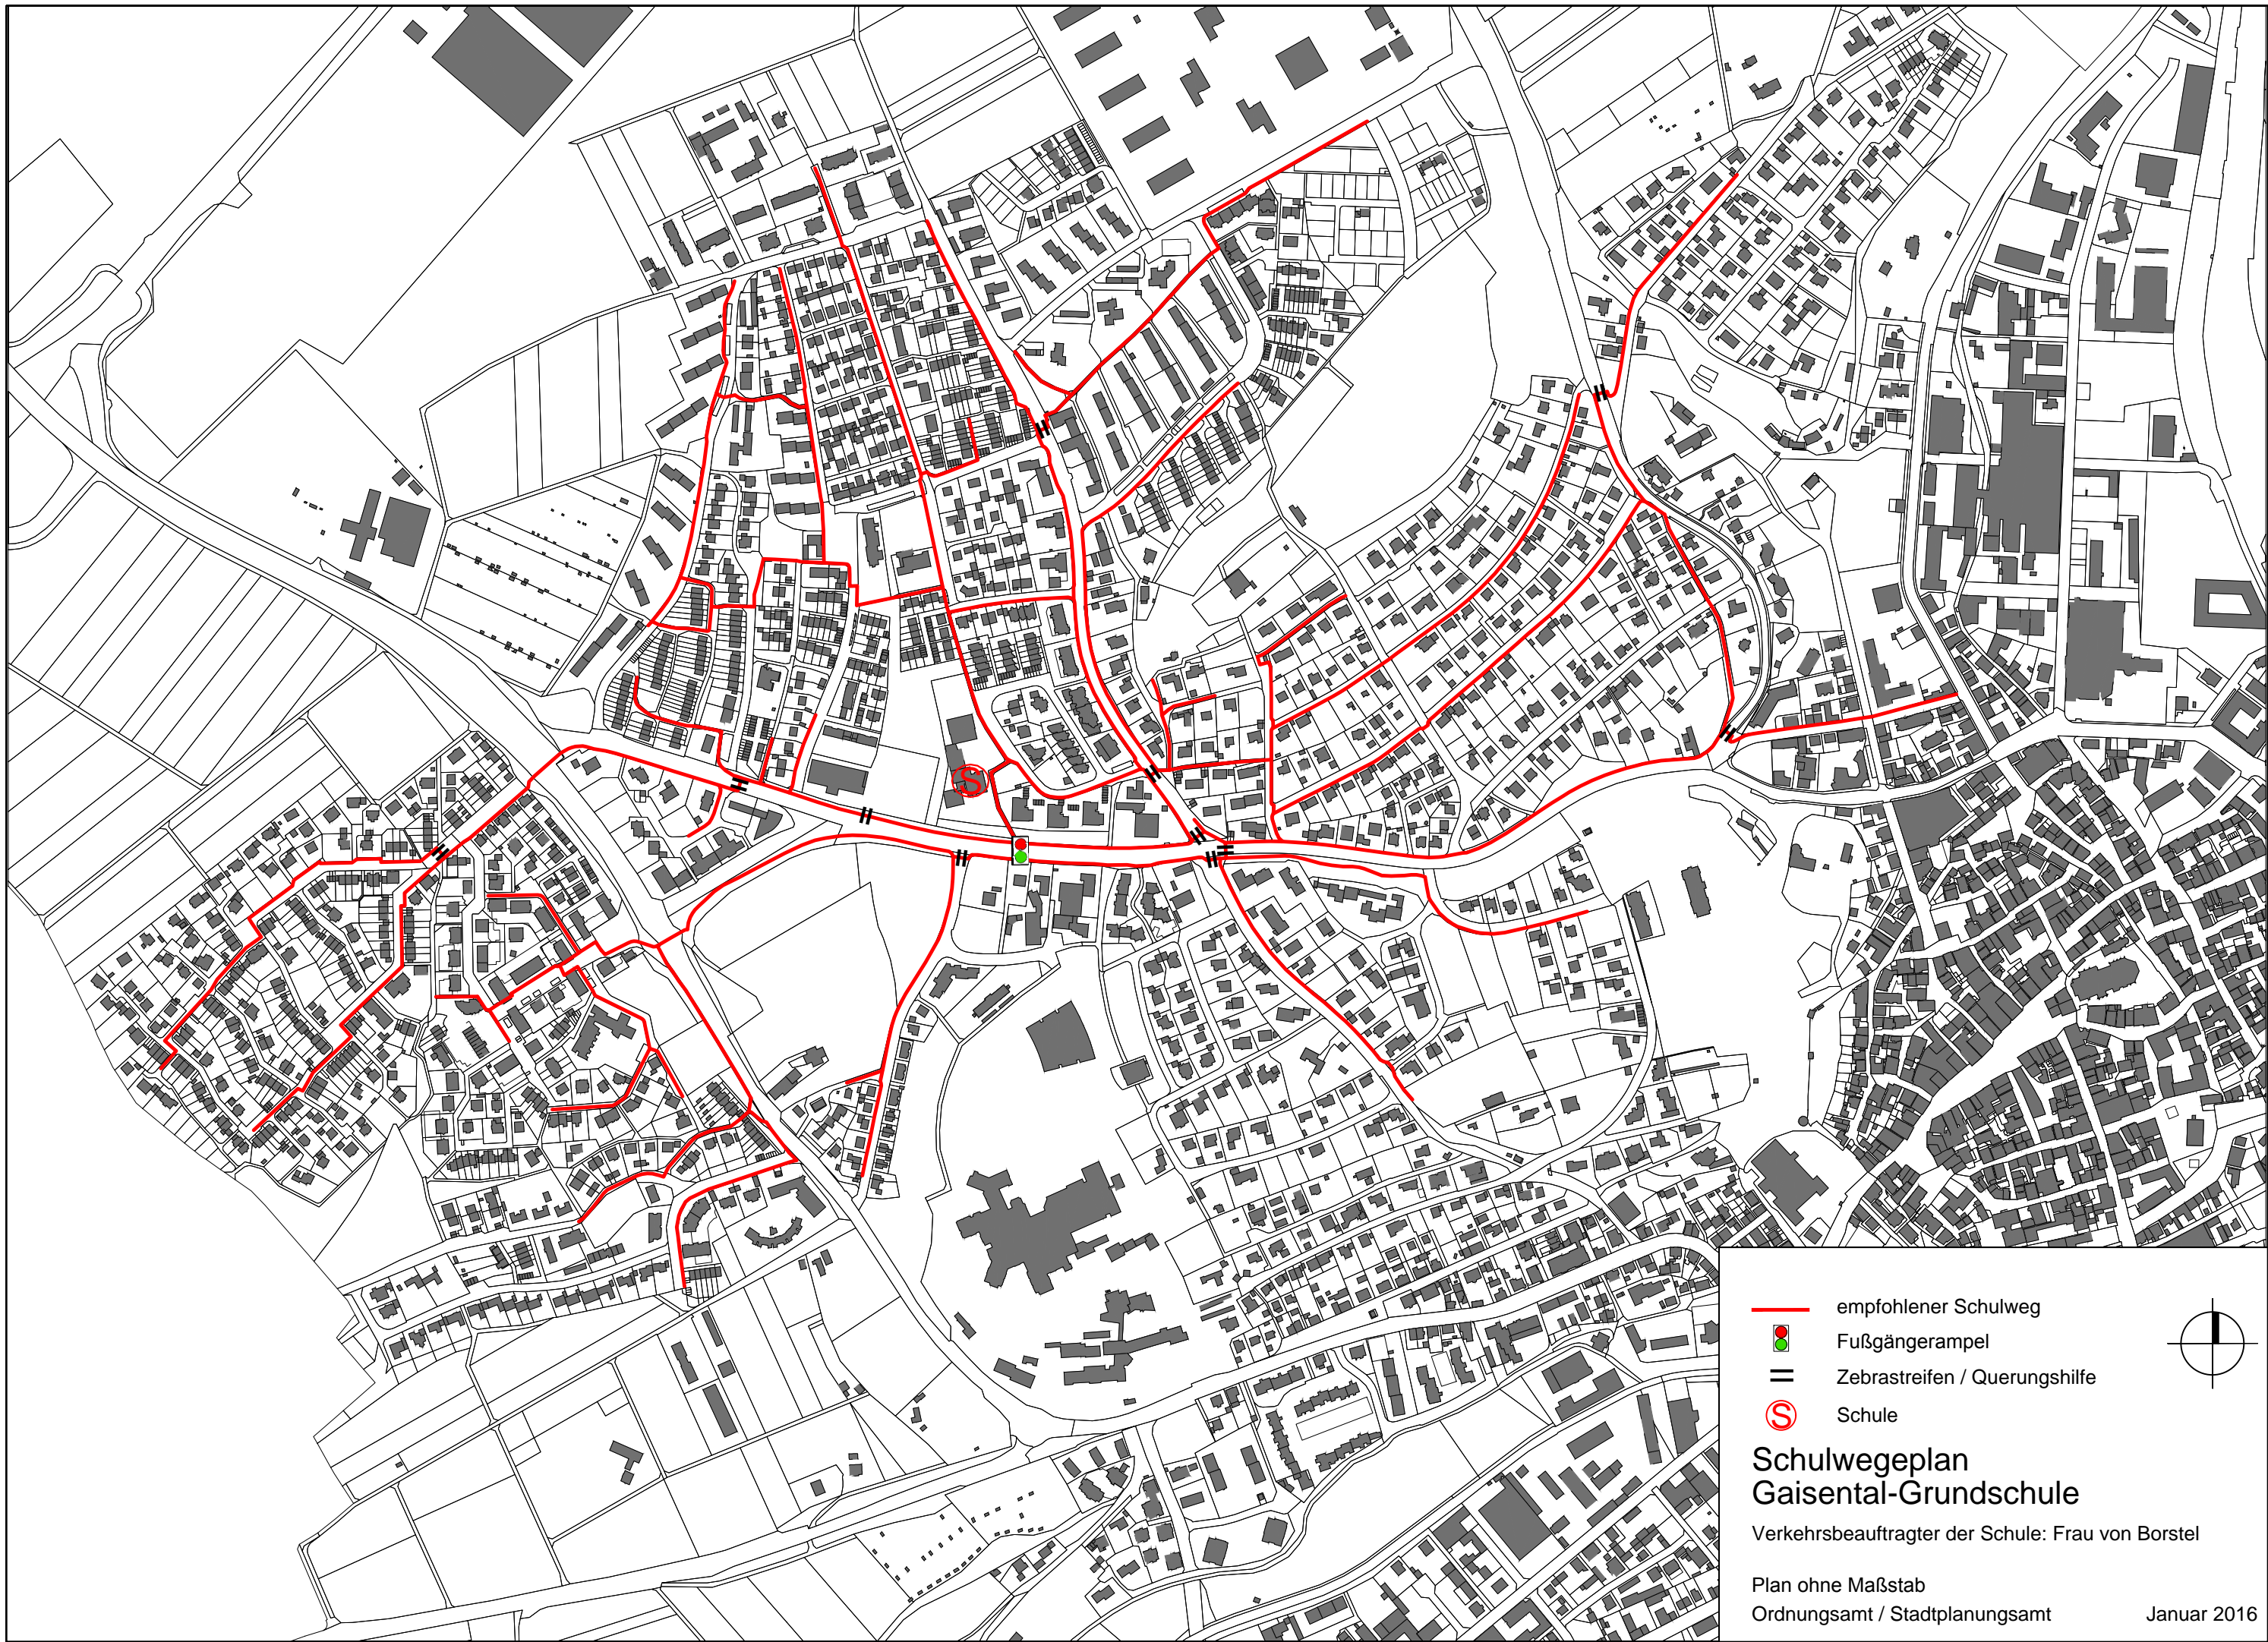 S
empfohlener Schulweg
Fußgängerampel
Zebrastreifen / Querungshilfe
S Schule
Schulwegeplan
Gaisental-Grundschule
Verkehrsbeauftragter der Schule: Frau von Borstel
Plan ohne Maßstab
Ordnungsamt / Stadtplanungsamt Januar 2016